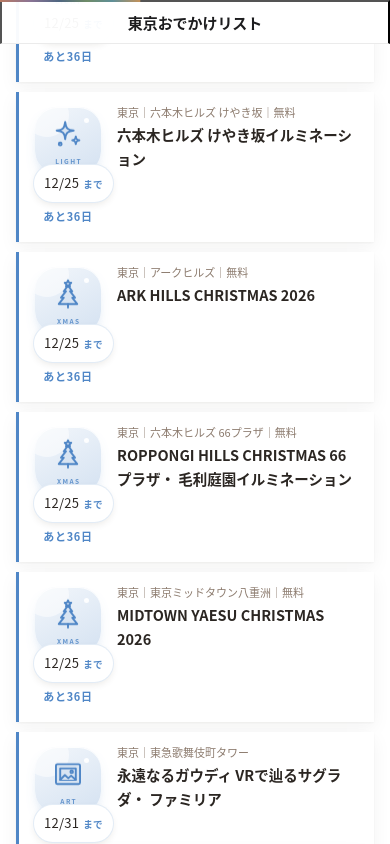 12/25 まで
東京おでかけリスト
あと36日
LIGHT
12/25 まで
あと36日
東京｜六本木ヒルズ けやき坂｜無料
六本木ヒルズ けやき坂イルミネーシ
ョン
XMAS
12/25 まで
あと36日
東京｜アークヒルズ｜無料
ARK HILLS CHRISTMAS 2026
XMAS
12/25 まで
あと36日
東京｜六本木ヒルズ 66プラザ｜無料
ROPPONGI HILLS CHRISTMAS 66
プラザ・ 毛利庭園イルミネーション
XMAS
12/25 まで
あと36日
東京｜東京ミッドタウン八重洲｜無料
MIDTOWN YAESU CHRISTMAS
2026
ART
12/31 まで
東京｜東急歌舞伎町タワー
永遠なるガウディ VRで辿るサグラ
ダ・ ファミリア